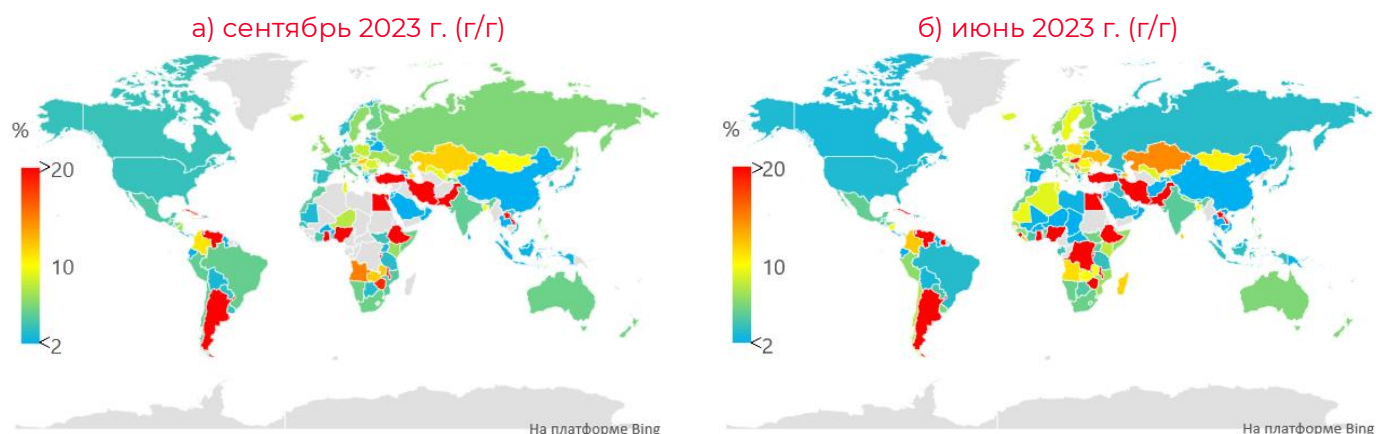 а) сентябрь 2023 г. (г/г)
%
>20
10
<2
На платформе Bing
б) июнь 2023 г. (г/г)
%
>20
10
<2
На платформе Bing